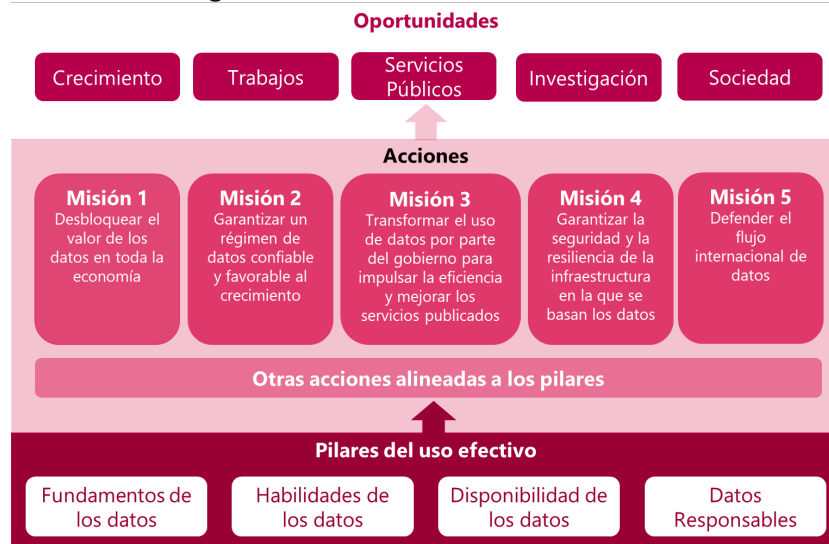 Oportunidades
Crecimiento
Trabajos
Servicios
Públicos
Investigación
Sociedad
Acciones
Misión 1
Desbloquear el
valor de los
datos en toda la
economía
Misión 2
Garantizar un
régimen de
datos confiable
y favorable al
crecimiento
Misión 3
Transformar el uso
de datos por parte
del gobierno para
impulsar la eficiencia
y mejorar los
servicios publicados
Misión 4
Garantizar la
seguridad y la
resiliencia de la
infraestructura
en la que se
basan los datos
Misión 5
Defender el
flujo
internacional de
datos
Otras acciones alineadas a los pilares
Pilares del uso efectivo
Fundamentos de
los datos
Habilidades de
los datos
Disponibilidad de
los datos
Datos
Responsables